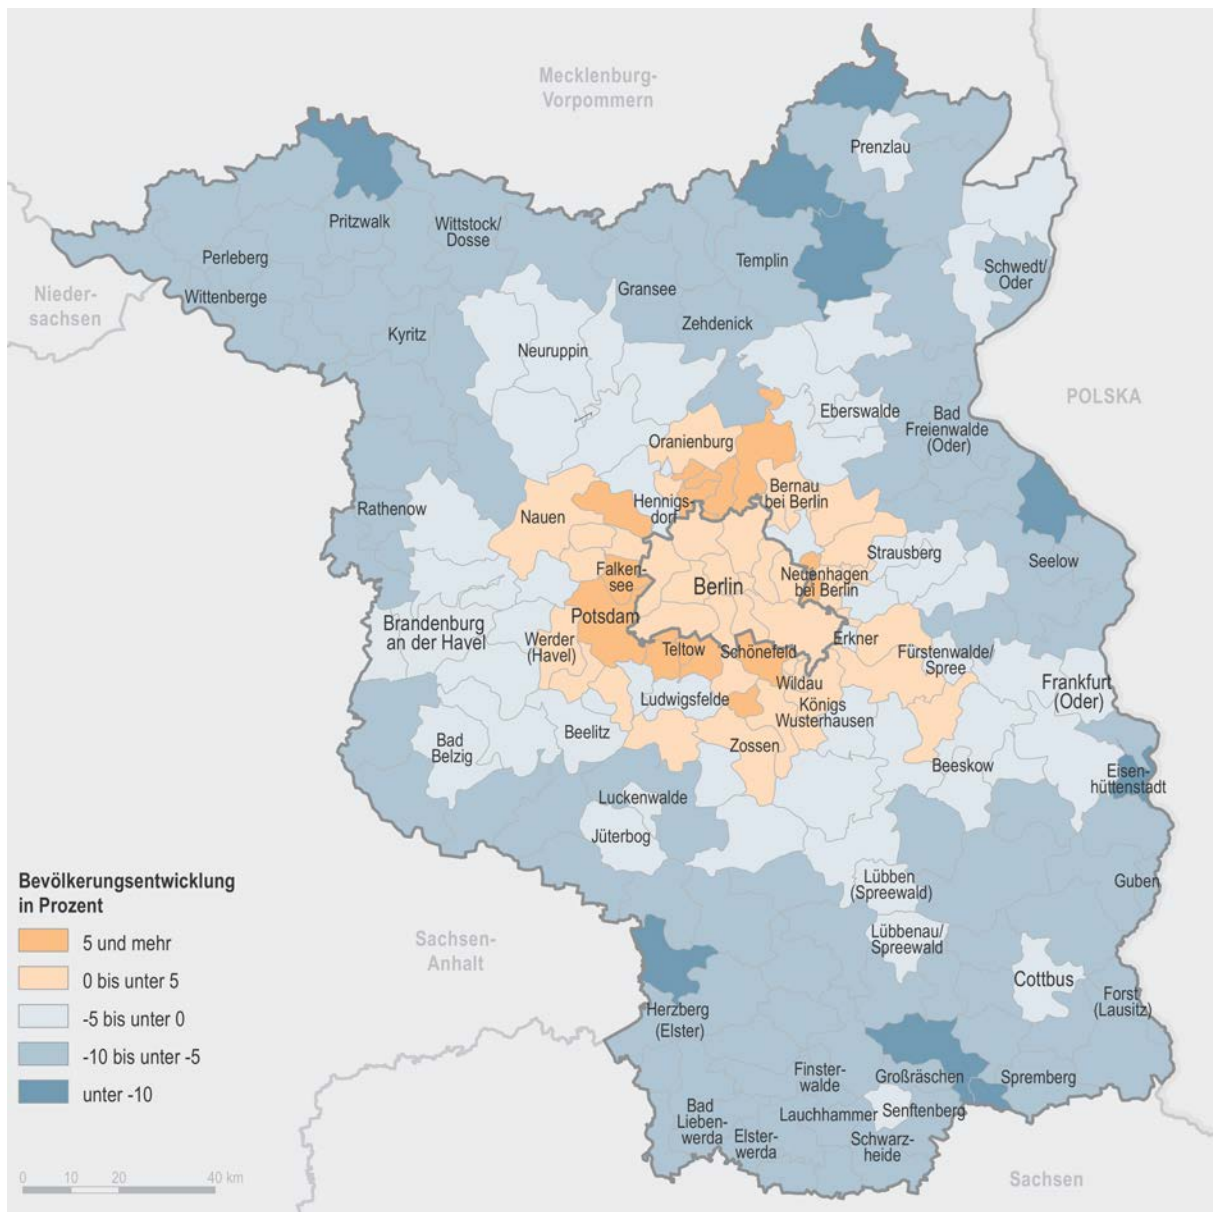 Mecklenburg-
Vorpommern
Prenzlau
Pritzwalk
Wittstock/
Dosse
Perleberg
Templin
Schwedt/
Oder
Nieder-
sachsen
Wittenberge
Gransee
Zehdenick
Kyritz
Neuruppin
POLSKA
Eberswalde
Bad
Freienwalde
(Oder)
Oranienburg
Bernau
bei Berlin
Rathenow
Nauen
Hennigs-
dorf
Strausberg
Seelow
Falken-
see
Berlin
Neuenhagen
bei Berlin
Potsdam
Brandenburg
an der Havel
Werder
(Havel)
Teltow
Schönefeld
Erkner
Fürstenwalde/
Spree
Frankfurt
(Oder)
Wildau
Ludwigsfelde
Königs
Wusterhausen
Bad
Belzig
Beelitz
Zossen
Beeskow
Eisen-
hüttenstadt
Luckenwalde
Jüterbog
Lübben
(Spreewald)
Guben
Lübbenau/
Spreewald
Sachsen-
Anhalt
Cottbus
Forst
(Lausitz)
Herzberg
(Elster)
Finster-
walde
Großräschen
Spremberg
Bad
Lieben-
werda
Lauchhammer
Senftenberg
Elster-
werda
Schwarz-
heide
Sachsen
Bevölkerungsentwicklung
in Prozent
5 und mehr
0 bis unter 5
-5 bis unter 0
-10 bis unter -5
unter -10
0 10 20 40 km